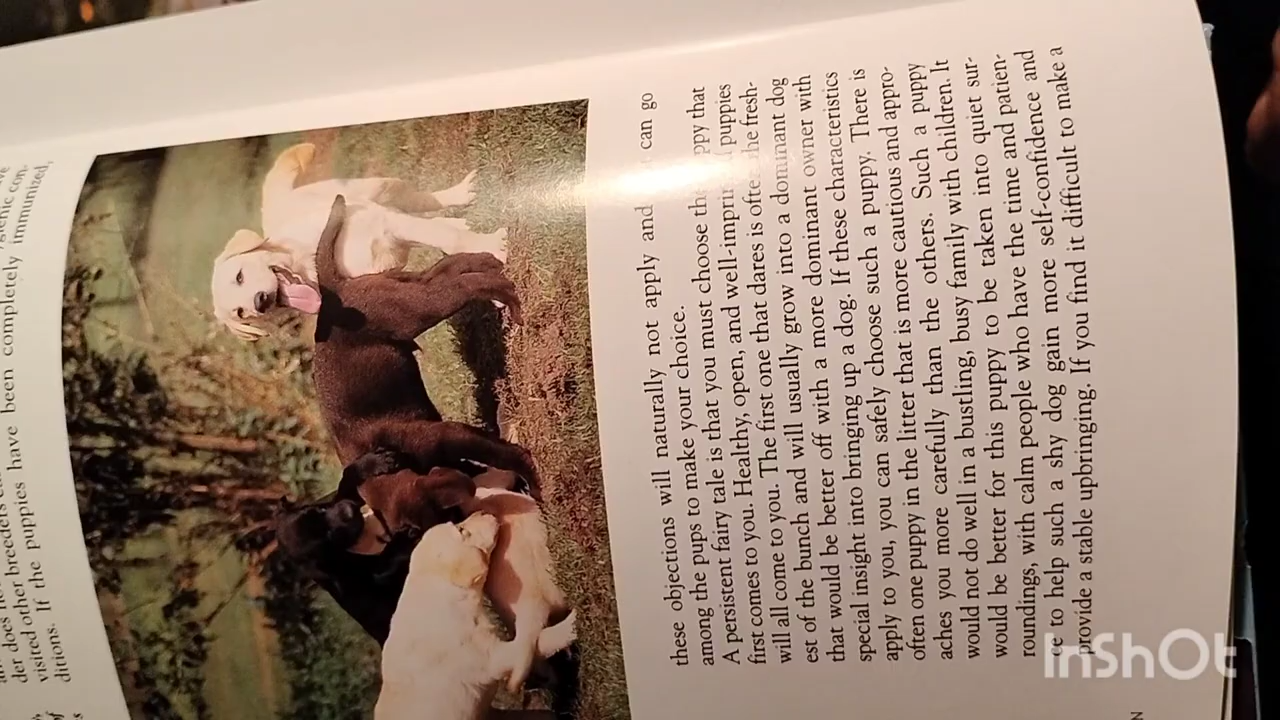 der does not other breeders
visited other breeders can hygienic con-
ditions. If the puppies have been completely immunized,
these objections will naturally not apply and can go
among the pups to make your choice.
A persistent fairy tale is that you must choose the that
first comes to you. Healthy, open, and puppies
will all come to you. The first one that dares is the fresh-
est of the bunch and will usually grow into a dominant dog
that would be better off with a more dominant owner with
special insight into bringing up a dog. If these characteristics
apply to you, you can safely choose such a puppy. There is
often one puppy in the litter that is more cautious and appro-
aches you more carefully than the others. Such a puppy
would not do well in a bustling, busy family with children. It
would be better for this puppy to be taken into quiet sur-
roundings, with calm people who have the time and patien-
to help such a shy dog gain more self-confidence and
provide a stable upbringing. If you find it difficult to make a
N
InShOt